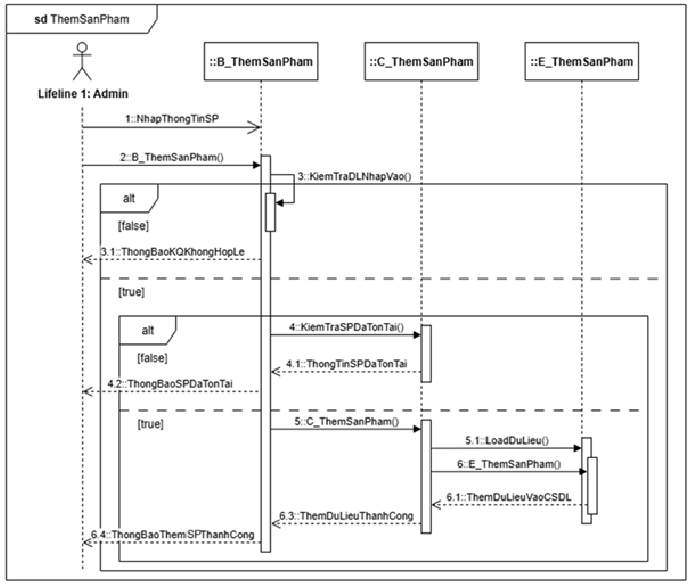 sd ThemSanPham
Lifeline 1: Admin
::B_ThemSanPham
::C_ThemSanPham
::E_ThemSanPham
1::NhapThongTinSP
2::B_ThemSanPham()
3::KiemTraDLNhapVao()
alt
[false]
3.1::ThongBaoKQKhongHopLe
[true]
alt
4::KiemTraSPDaTonTai()
[false]
4.1::ThongTinSPDaTonTai
4.2::ThongBaoSPDaTonTai
[true]
5::C_ThemSanPham()
5.1::LoadDuLieu()
6::E_ThemSanPham()
6.1::ThemDuLieuVaoCSDL
6.3::ThemDuLieuThanhCong
6.4::ThongBaoThemSPThanhCong